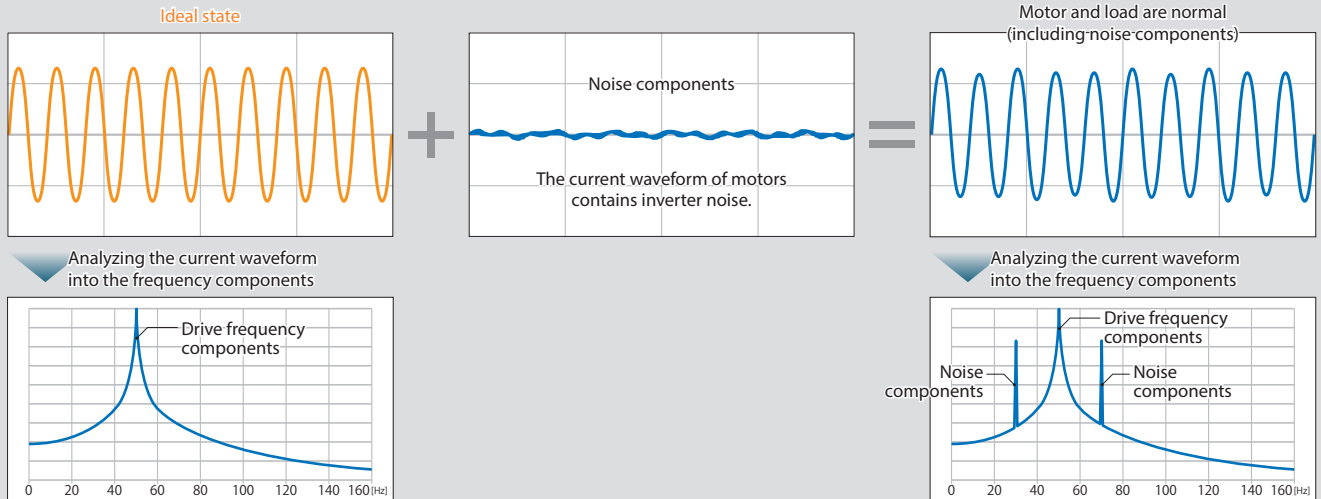 Ideal state
Noise components
The current waveform of motors
contains inverter noise.
Motor and load are normal
(including noise components)
Analyzing the current waveform
into the frequency components
Analyzing the current waveform
into the frequency components
Drive frequency
components
0 20 40 60 80 100 120 140 160 [Hz]
Drive frequency
components
Noise
components
Noise
components
0 20 40 60 80 100 120 140 160 [Hz]